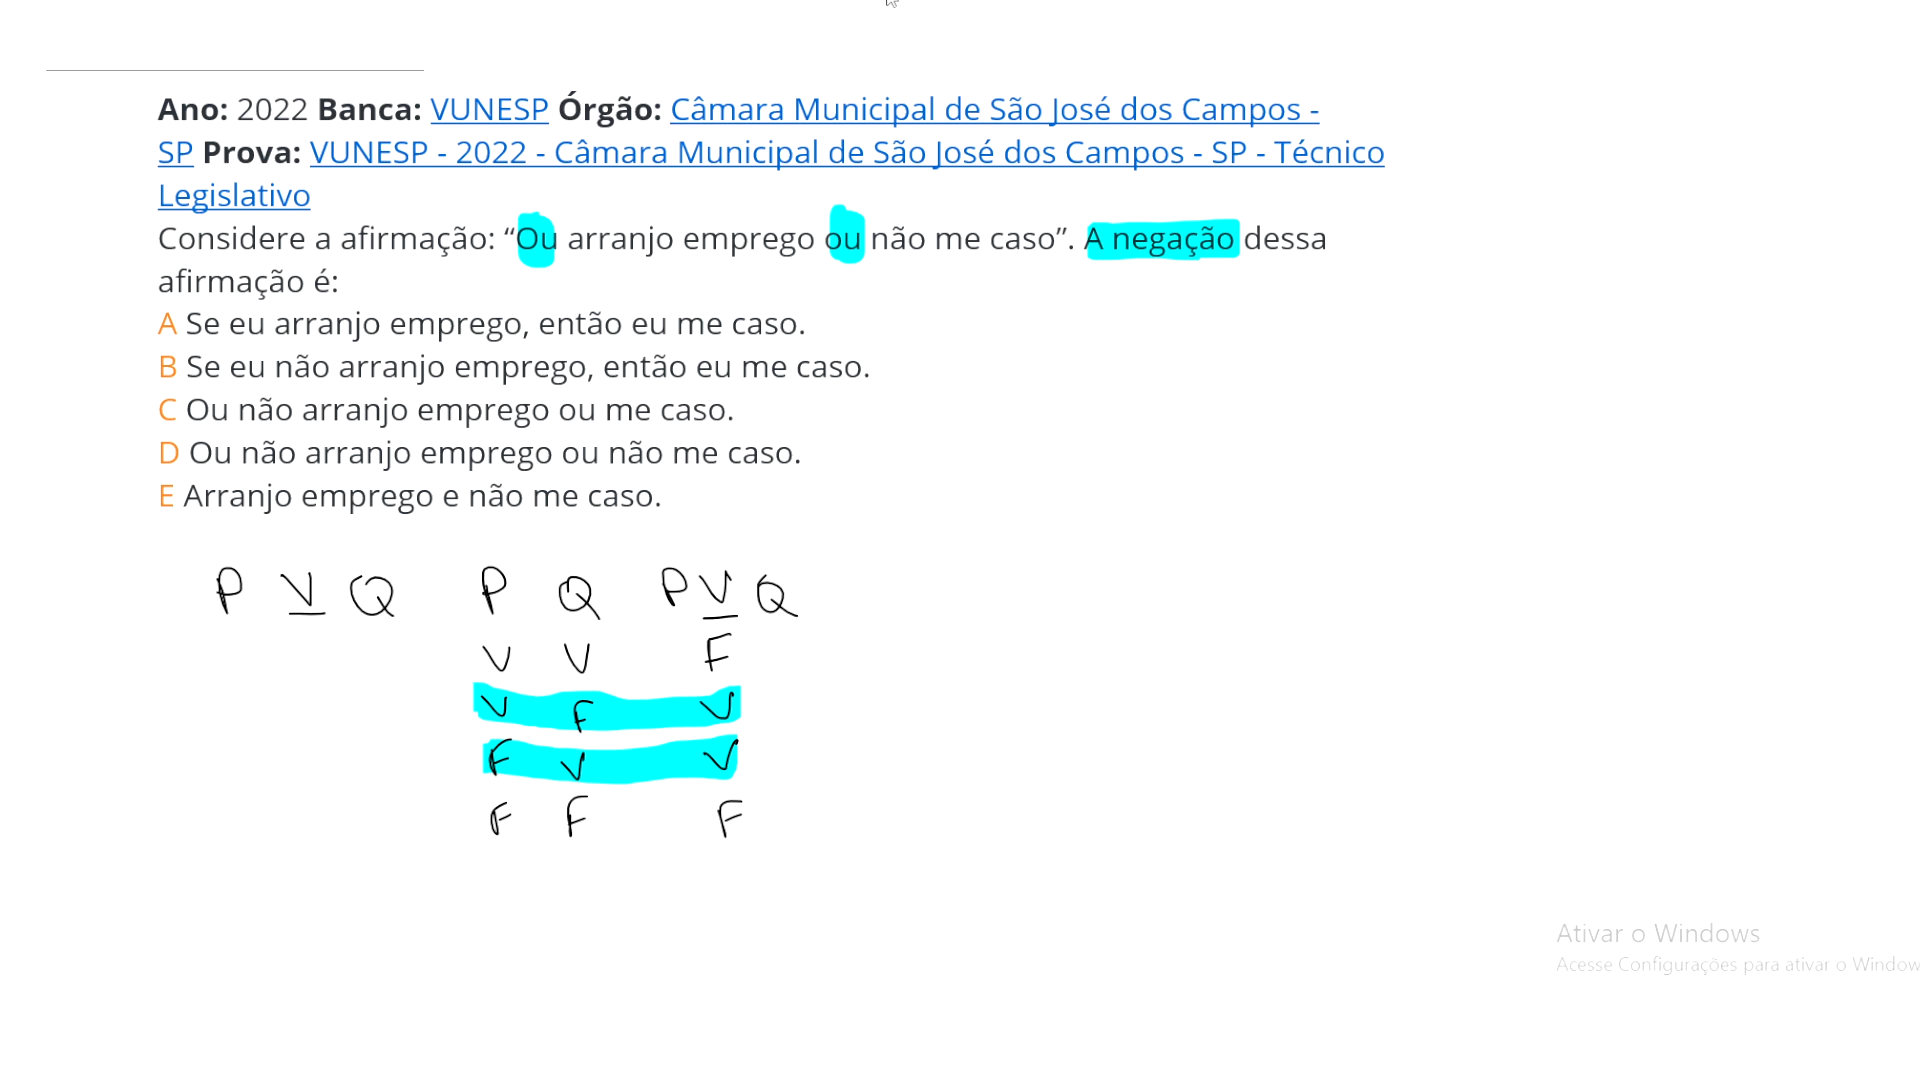 Ano: 2022 Banca: VUNESP Órgão: Câmara Municipal de São José dos Campos -
SP Prova: VUNESP - 2022 - Câmara Municipal de São José dos Campos - SP - Técnico
Legislativo
Considere a afirmação: “Ou arranjo emprego ou não me caso”. A negação dessa
afirmação é:
A Se eu arranjo emprego, então eu me caso.
B Se eu não arranjo emprego, então eu me caso.
C Ou não arranjo emprego ou me caso.
D Ou não arranjo emprego ou não me caso.
E Arranjo emprego e não me caso.
P V Q P Q P V Q
V V F
V F V
F V V
F F F
Ativar o Windows
Acesse Configurações para ativar o Window